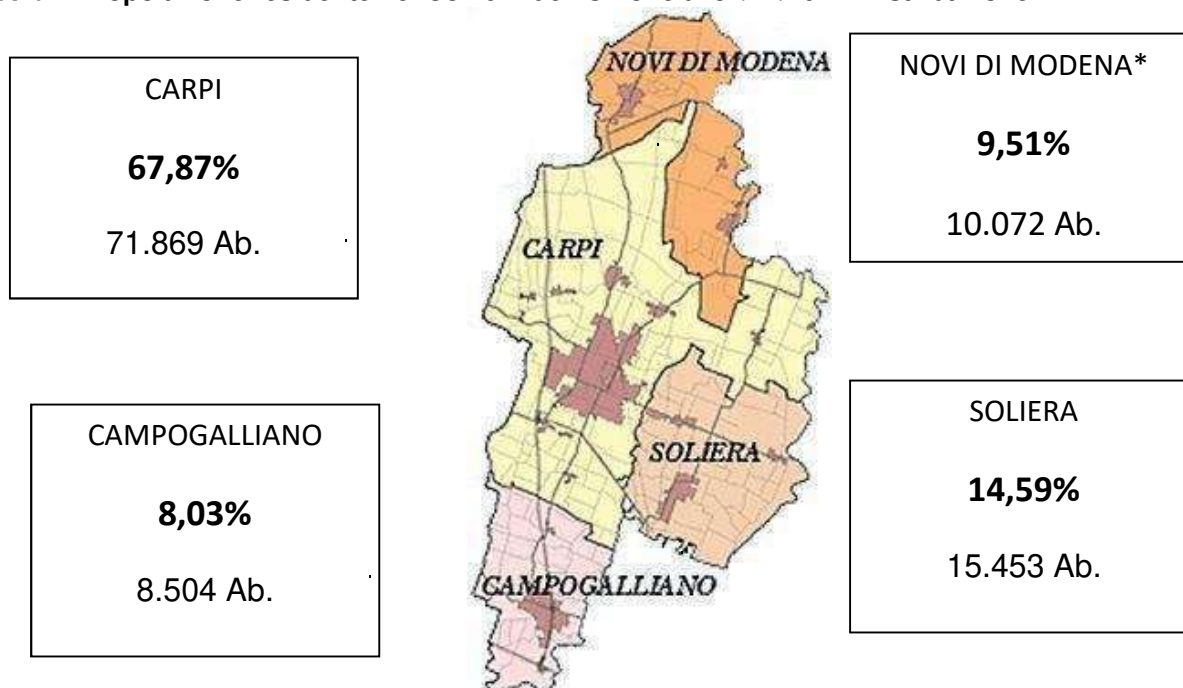 CARPI
67,87%
71.869 Ab.
NOVI DI MODENA*
9,51%
10.072 Ab.
CAMPOGALLIANO
8,03%
8.504 Ab.
SOLIERA
14,59%
15.453 Ab.
NOVI DI MODENA
CARPI
SOLIERA
CAMPOGALLIANO